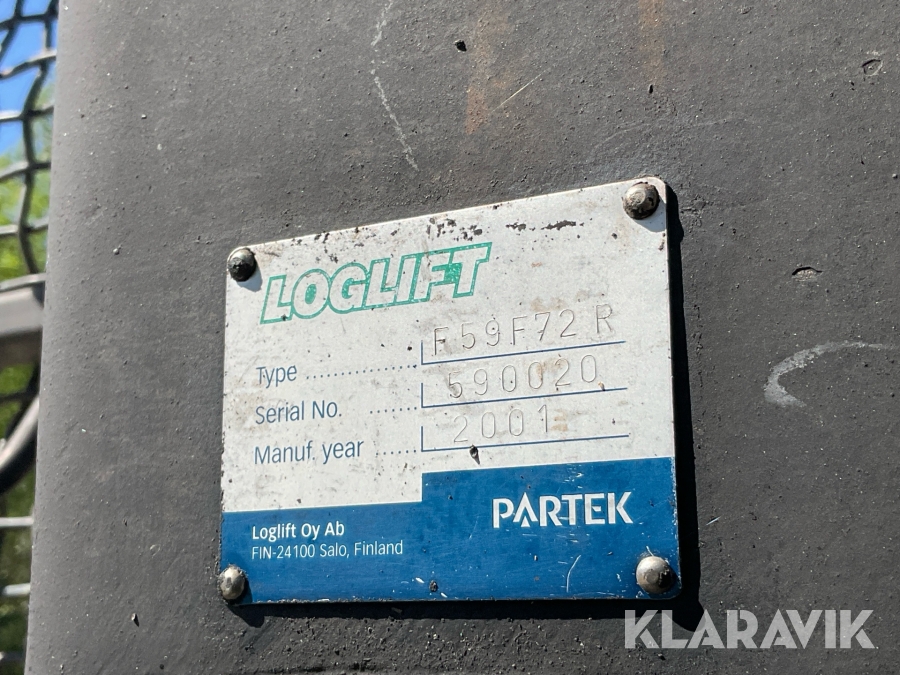 LOGLIFT
Type .................. F59F72R
Serial No. ....... 590020
Manuf. year ...... 2001
PARTEK
Loglift Oy Ab
FIN-24100 Salo, Finland
KLARAVIK